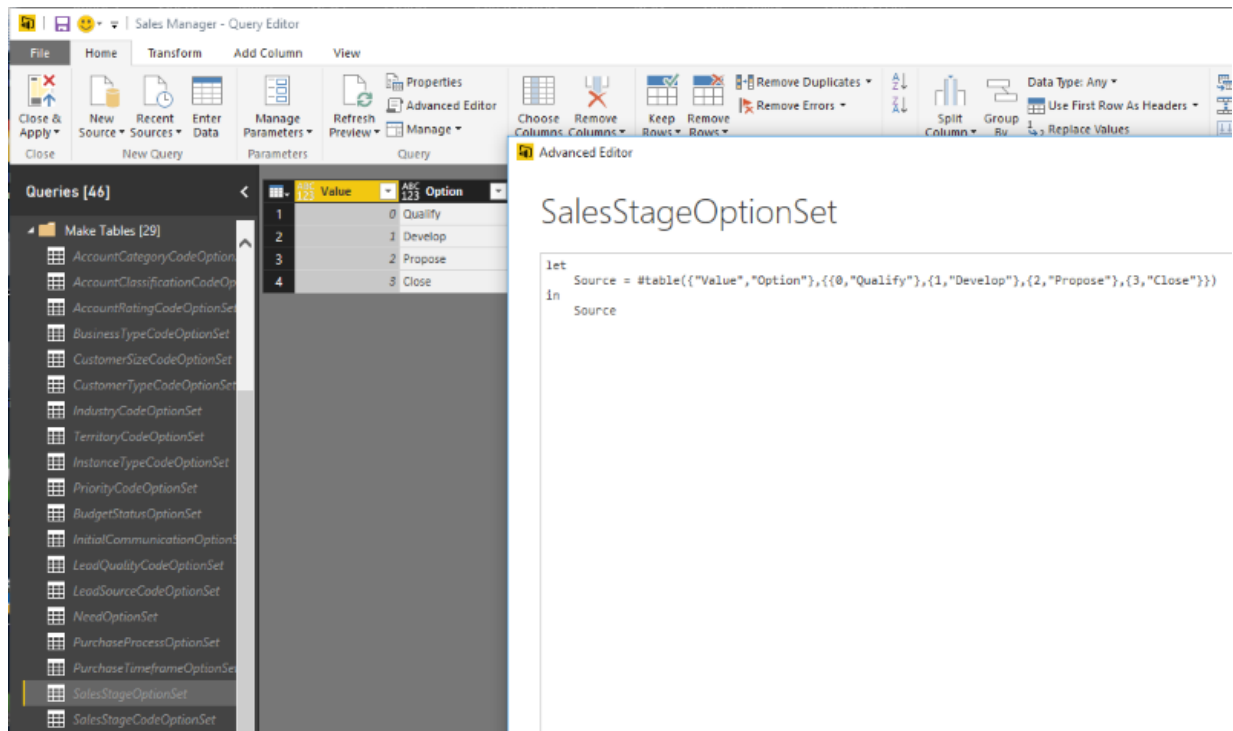 Sales Manager - Query Editor
File Home Transform Add Column View
Close & Apply
New Source
Recent Sources
Enter Data
Manage Parameters
Refresh Preview
Properties
Advanced Editor
Manage
Choose Columns
Remove Columns
Keep Rows
Remove Rows
Remove Duplicates
Remove Errors
Split Column
Group By
Data Type: Any
Use First Row As Headers
Replace Values
Close New Query Parameters Query
Advanced Editor
Queries [46]
Make Tables [29]
AccountCategoryCodeOption
AccountClassificationCodeOp
AccountRatingCodeOptionSet
BusinessTypeCodeOptionSet
CustomerSizeCodeOptionSet
CustomerTypeCodeOptionSet
IndustryCodeOptionSet
TerritoryCodeOptionSet
InstanceTypeCodeOptionSet
PriorityCodeOptionSet
BudgetStatusOptionSet
InitialCommunicationOptionS
LeadQualityCodeOptionSet
LeadSourceCodeOptionSet
NeedOptionSet
PurchaseProcessOptionSet
PurchaseTimeframeOptionSe
SalesStageOptionSet
SalesStageCodeOptionSet
ABC 123 Value ABC 123 Option
1 0 Qualify
2 1 Develop
3 2 Propose
4 3 Close
SalesStageOptionSet
let
Source = #table({"Value","Option"},{{0,"Qualify"},{1,"Develop"},{2,"Propose"},{3,"Close"}})
in
Source